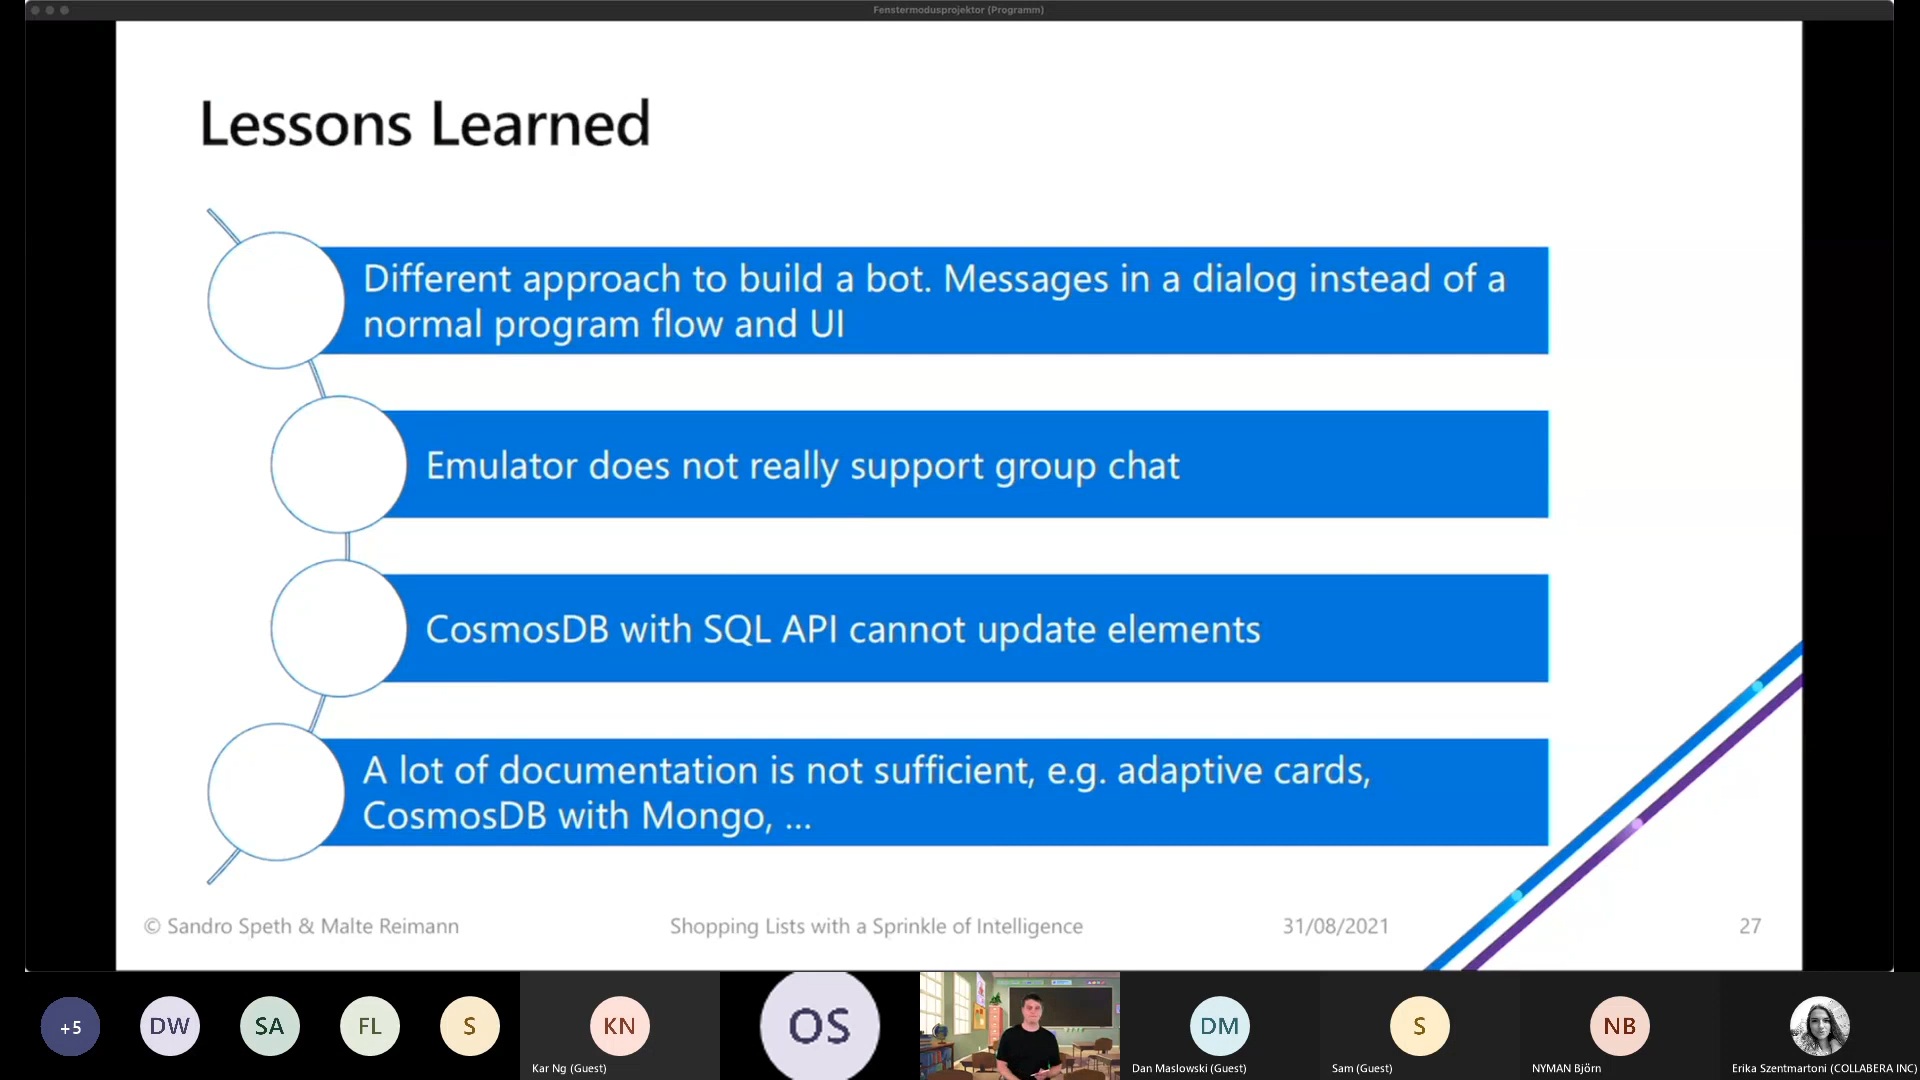 Fenstermodusprojektor (Programm)
Lessons Learned
Different approach to build a bot. Messages in a dialog instead of a
normal program flow and UI
Emulator does not really support group chat
CosmosDB with SQL API cannot update elements
A lot of documentation is not sufficient, e.g. adaptive cards,
CosmosDB with Mongo, ...
© Sandro Speth & Malte Reimann
Shopping Lists with a Sprinkle of Intelligence
31/08/2021
27
+5
DW
SA
FL
S
KN
Kar Ng (Guest)
OS
DM
Dan Maslowski (Guest)
S
Sam (Guest)
NB
NYMAN Björn
Erika Szentmartoni (COLLABERA INC)